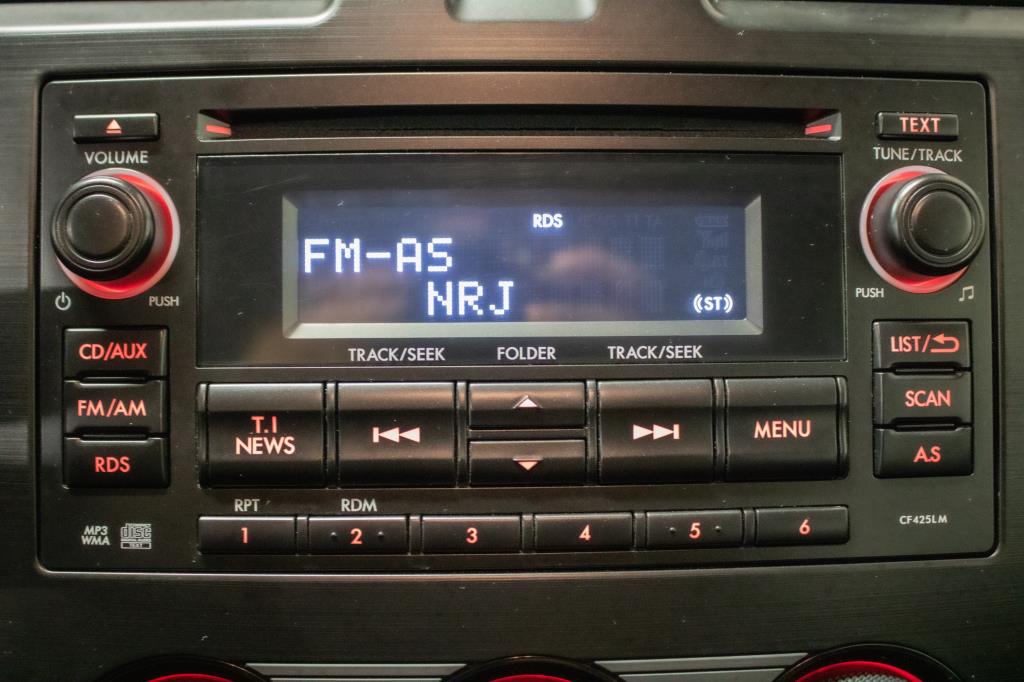 VOLUME
TEXT
TUNE/TRACK
RDS
FM-AS
NRJ
(ST)
PUSH
PUSH
TRACK/SEEK
FOLDER
TRACK/SEEK
CD/AUX
FM/AM
RDS
T.I
NEWS
MENU
LIST/
SCAN
A.S
RPT
RDM
1
2
3
4
5
6
MP3
WMA
disc
CF425LM